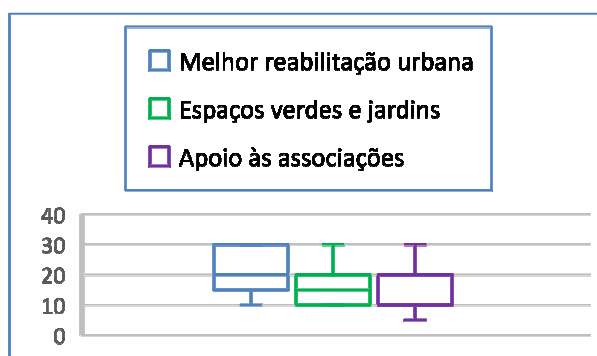 Melhor reabilitação urbana
Espaços verdes e jardins
Apoio às associações
40
30
20
10
0